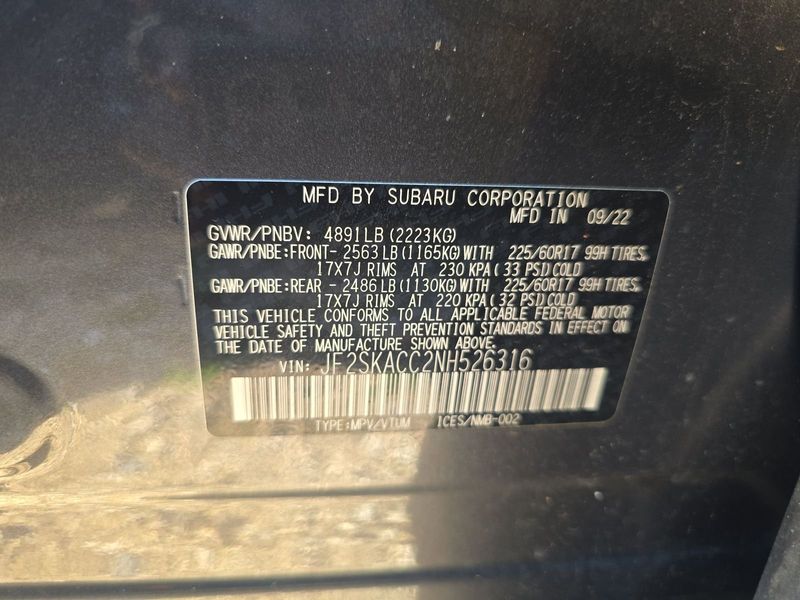 MFD BY SUBARU CORPORATION
MFD IN 09/22
GVWR/PNBV: 4891LB (2223KG)
GAWR/PNBE:FRONT- 2563LB (1165KG) WITH 225/60R17 99H TIRES,
17X7J RIMS AT 230 KPA (33 PSI) COLD
GAWR/PNBE:REAR - 2486LB (1130KG) WITH 225/60R17 99H TIRES,
17X7J RIMS AT 220 KPA (32 PSI) COLD
THIS VEHICLE CONFORMS TO ALL APPLICABLE FEDERAL MOTOR
VEHICLE SAFETY AND THEFT PREVENTION STANDARDS IN EFFECT ON
THE DATE OF MANUFACTURE SHOWN ABOVE.
VIN: JF2SKACC2NH526316
TYPE:MPV/VTUM ICES/NMB-002